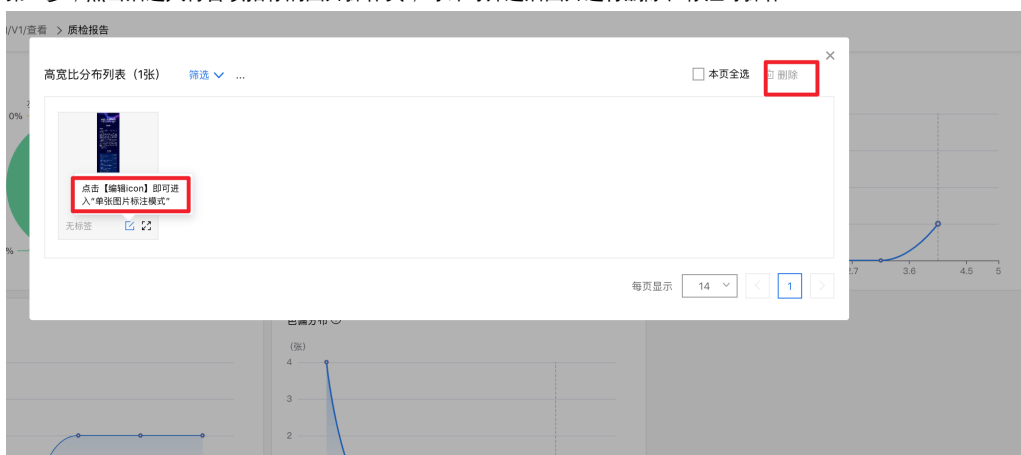 /V1/查看 > 质检报告
高宽比分布列表（1张） 筛选 ... 本页全选 删除
0%
点击【编辑icon】即可进
入“单张图片标注模式”
无标签
%
2.7 3.6 4.5 5
每页显示 14 1
色偏分布
(张)
4
3
2